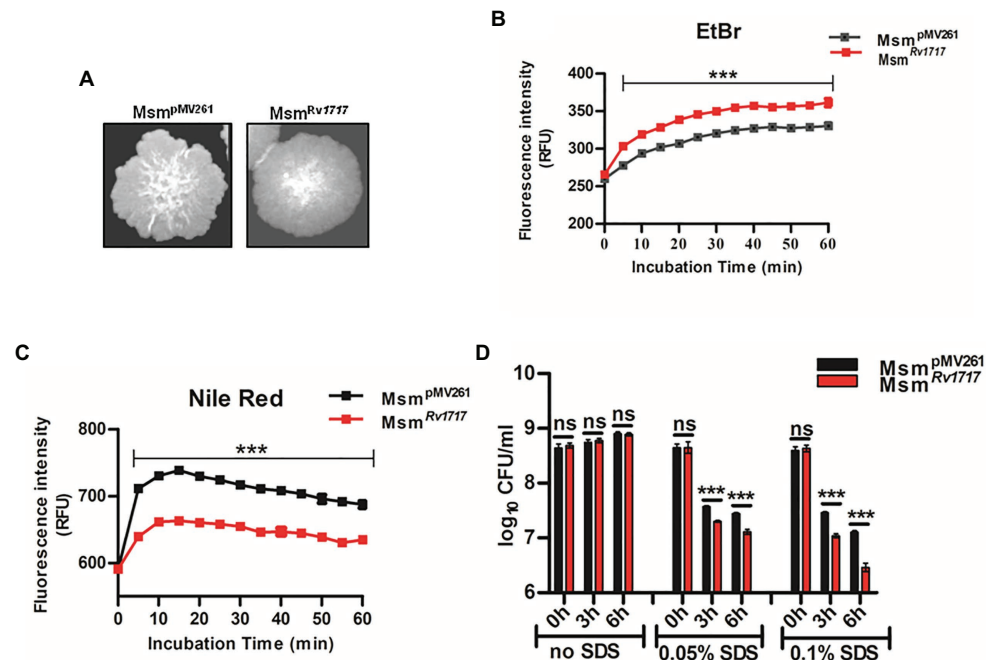 A
Msm^pMV261
Msm^Rv1717
B
EtBr
Msm^pMV261
Msm^Rv1717
***
400
350
300
250
200
Fluorescence intensity
(RFU)
0 10 20 30 40 50 60
Incubation Time (min)
C
Nile Red
Msm^pMV261
Msm^Rv1717
***
800
700
600
Fluorescence intensity
(RFU)
0 10 20 30 40 50 60
Incubation Time (min)
D
Msm^pMV261
Msm^Rv1717
10
9
8
7
6
log₁₀ CFU/ml
ns ns ns ns *** *** ns *** ***
0h 3h 6h 0h 3h 6h 0h 3h 6h
no SDS 0.05% SDS 0.1% SDS